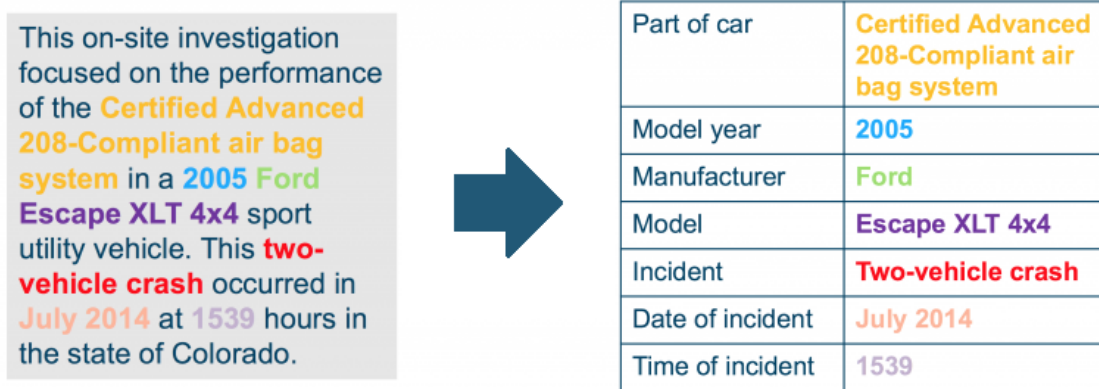 This on-site investigation
focused on the performance
of the Certified Advanced
208-Compliant air bag
system in a 2005 Ford
Escape XLT 4x4 sport
utility vehicle. This two-
vehicle crash occurred in
July 2014 at 1539 hours in
the state of Colorado.
Part of car
Certified Advanced
208-Compliant air
bag system
Model year
2005
Manufacturer
Ford
Model
Escape XLT 4x4
Incident
Two-vehicle crash
Date of incident
July 2014
Time of incident
1539